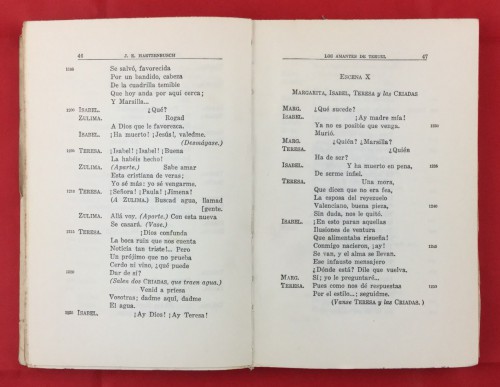 46 J. E. HARTZENBUSCH
Se salvó, favorecida
Por un bandido, cabeza
De la cuadrilla temible
Que hoy anda por aquí cerca;
Y Marsilla...
ISABEL. ¿Qué?
ZULIMA. Rogad
A Dios que le favorezca.
ISABEL. ¡Ha muerto! ¡Jesús!, valedme.
(Desmáyase.)
TERESA. ¡Isabel! ¡Isabel! ¡Buena
La habéis hecho!
ZULIMA. (Aparte.) Sabe amar
Esta cristiana de veras;
Yo sé más: yo sé vengarme.
TERESA. ¡Señora! ¡Paula! ¡Jimena!
(A ZULIMA.) Buscad agua, llamad
[gente.
ZULIMA. Allá voy. (Aparte.) Con esta nueva
Se casará. (Vase.)
TERESA. ¡Dios confunda
La boca ruin que nos cuenta
Noticia tan triste!... Pero
Un prójimo que no prueba
Cerdo ni vino, ¿qué puede
Dar de sí?
(Salen dos CRIADAS, que traen agua.)
Venid a priesa
Vosotras; dadme aquí, dadme
El agua.
ISABEL. ¡Ay Dios! ¡Ay Teresa!
LOS AMANTES DE TERUEL 47
ESCENA X
MARGARITA, ISABEL, TERESA y las CRIADAS
MARG. ¿Qué sucede?
ISABEL. ¡Ay madre mía!
Ya no es posible que venga.
Murió.
MARG. ¿Quién? ¿Marsilla?
TERESA. ¿Quién
Ha de ser?
ISABEL. Y ha muerto en pena,
De serme infiel.
TERESA. Una mora,
Que dicen que no era fea,
La esposa del reyezuelo
Valenciano, buena pieza,
Sin duda, nos le quitó.
ISABEL. ¡En esto paran aquellas
Ilusiones de ventura
Que alimentaba risueña!
Conmigo nacieron, ¡ay!
Se van, y el alma se llevan.
Ese infausto mensajero
¿Dónde está? Dile que vuelva.
MARG. Sí; yo le preguntaré...
TERESA. Pues como nos dé respuestas
Por el estilo...; seguidme.
(Vanse TERESA y las CRIADAS.)